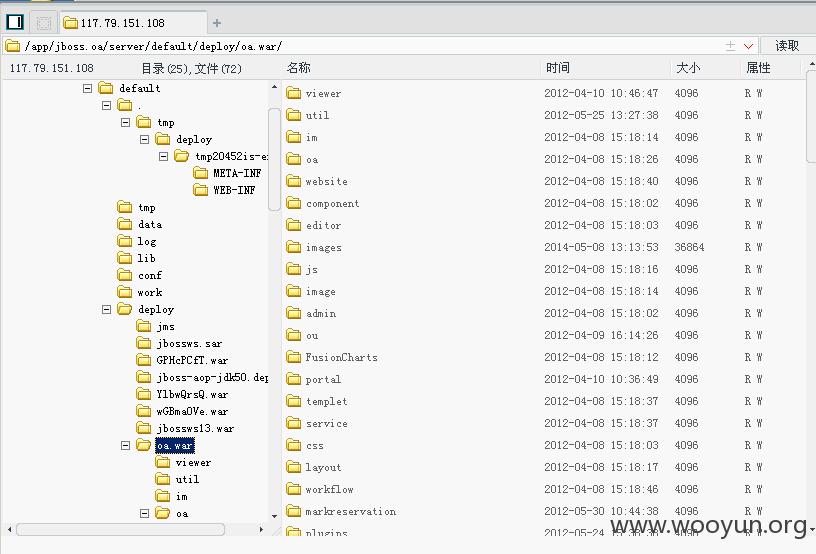 117.79.151.108
/app/jboss.oa/server/default/deploy/oa.war/
读取
117.79.151.108 目录(25),文件(72)
名称 时间 大小 属性
default
.
tmp
deploy
META-INF
WEB-INF
tmp
data
log
lib
conf
work
deploy
jms
jbossws.sar
GPHcPCfT.war
jboss-aop-jdk50.dep
YlbwQrsQ.war
wGBmaOVe.war
jbossws13.war
oa.war
viewer
util
im
oa
viewer 2012-04-10 10:46:47 4096 R W
util 2012-05-25 13:27:38 4096 R W
im 2012-04-08 15:18:14 4096 R W
oa 2012-04-08 15:18:26 4096 R W
website 2012-04-08 15:18:40 4096 R W
component 2012-04-08 15:18:02 4096 R W
editor 2012-04-08 15:18:03 4096 R W
images 2014-05-08 13:13:53 36864 R W
js 2012-04-08 15:18:16 4096 R W
image 2012-04-08 15:18:14 4096 R W
admin 2012-04-08 15:18:02 4096 R W
ou 2012-04-09 16:14:26 4096 R W
FusionCharts 2012-04-08 15:18:12 4096 R W
portal 2012-04-10 10:36:49 4096 R W
templet 2012-04-08 15:18:37 4096 R W
service 2012-04-08 15:18:37 4096 R W
css 2012-04-08 15:18:03 4096 R W
layout 2012-04-08 15:18:17 4096 R W
workflow 2012-04-08 15:18:46 4096 R W
markreservation 2012-05-30 10:44:38 4096 R W
plugins 2012-05-24
www.wooyun.org